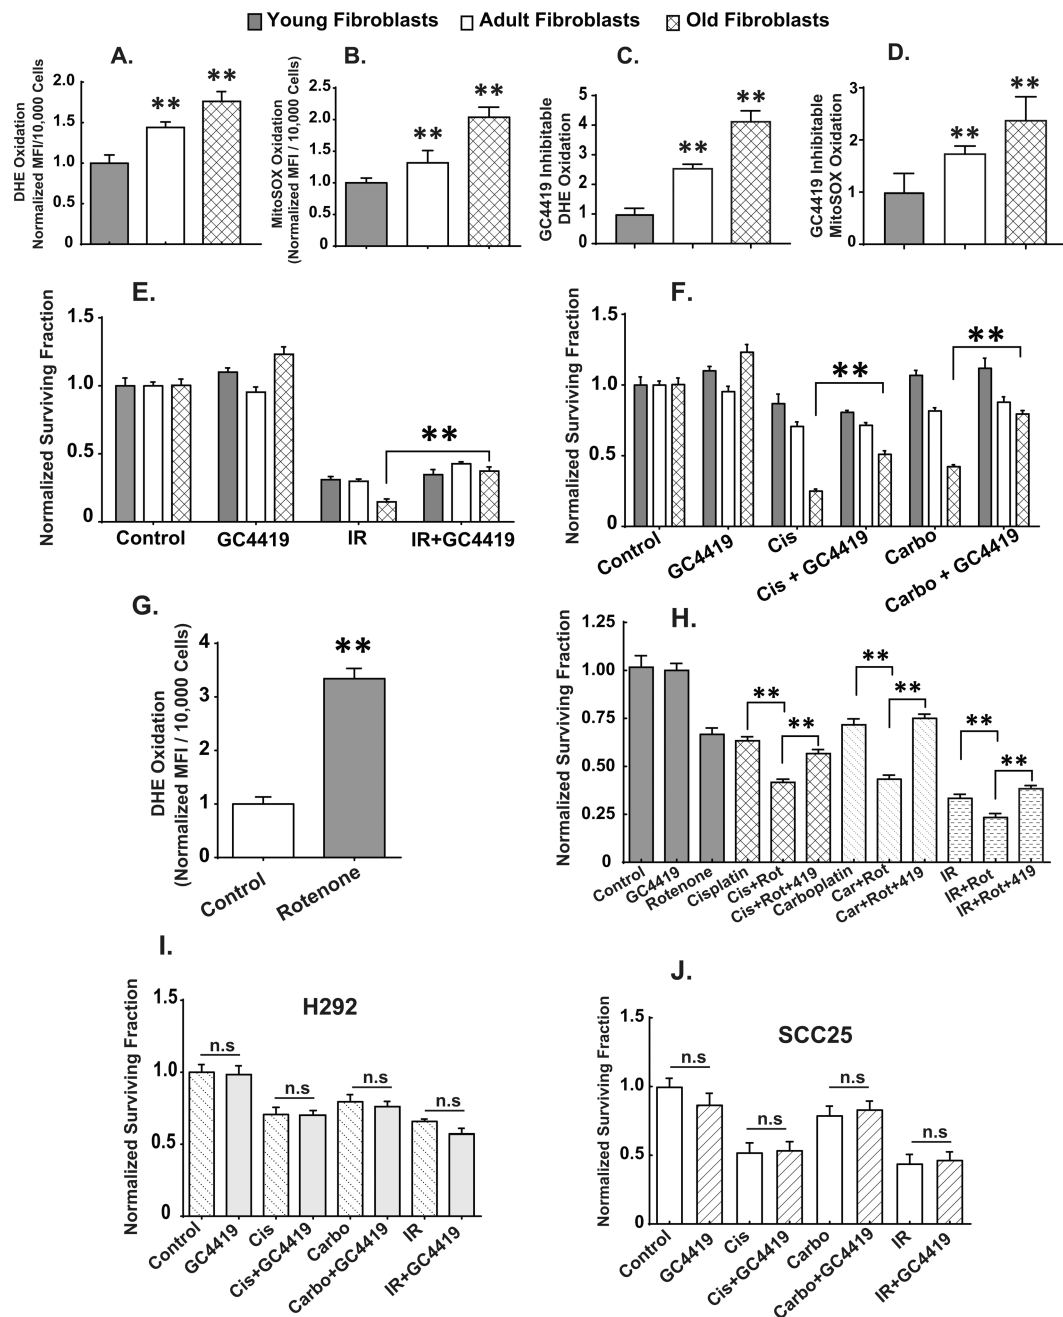 Young Fibroblasts Adult Fibroblasts Old Fibroblasts
A.
DHE Oxidation
Normalized MFI/10,000 Cells
2.0
1.5
1.0
0.5
0
**
**
B.
MitoSOX Oxidation
(Normalized MFI / 10,000 Cells)
2.5
2.0
1.5
1.0
0.5
0
**
**
C.
GC4419 Inhibitable
DHE Oxidation
5
4
3
2
1
0
**
**
D.
GC4419 Inhibitable
MitoSOX Oxidation
3
2
1
0
**
**
E.
Normalized Surviving Fraction
1.5
1.0
0.5
0
**
Control GC4419 IR IR+GC4419
F.
Normalized Surviving Fraction
1.5
1.0
0.5
0
**
**
Control
GC4419
Cis
Cis + GC4419
Carbo
Carbo + GC4419
G.
DHE Oxidation
(Normalized MFI / 10,000 Cells)
4
3
2
1
0
**
Control
Rotenone
H.
Normalized Surviving Fraction
1.25
1.00
0.75
0.50
0.25
0
**
**
**
**
**
**
Control
GC4419
Rotenone
Cisplatin
Cis+Rot
Cis+Rot+419
Carboplatin
Car+Rot
Car+Rot+419
IR
IR+Rot
IR+Rot+419
I.
H292
Normalized Surviving Fraction
1.5
1.0
0.5
0
n.s
n.s
n.s
n.s
Control
GC4419
Cis
Cis+GC4419
Carbo
Carbo+GC4419
IR
IR+GC4419
J.
SCC25
Normalized Surviving Fraction
1.5
1.0
0.5
0
n.s
n.s
n.s
n.s
Control
GC4419
Cis
Cis+GC4419
Carbo
Carbo+GC4419
IR
IR+GC4419